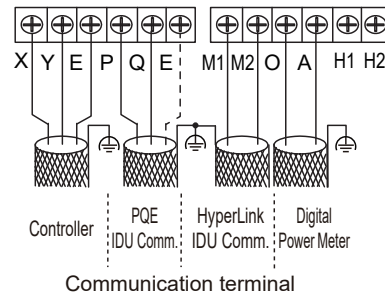 X Y E P Q E M1 M2 O A H1 H2
Controller
PQE
IDU Comm.
HyperLink
IDU Comm.
Digital
Power Meter
Communication terminal